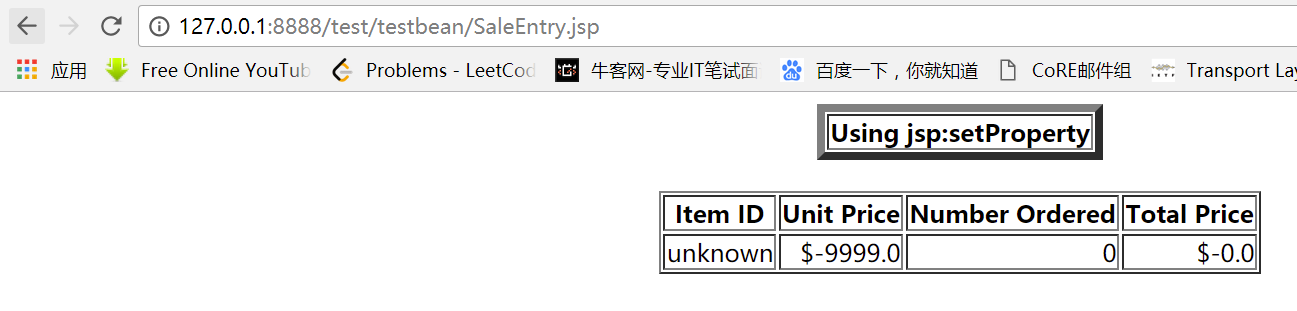 127.0.0.1:8888/test/testbean/SaleEntry.jsp
应用 Free Online YouTub Problems - LeetCod 牛客网-专业IT笔试面 百度一下，你就知道 CoRE邮件组 Transport Lay
Using jsp:setProperty
Item ID Unit Price Number Ordered Total Price
unknown $-9999.0 0 $-0.0